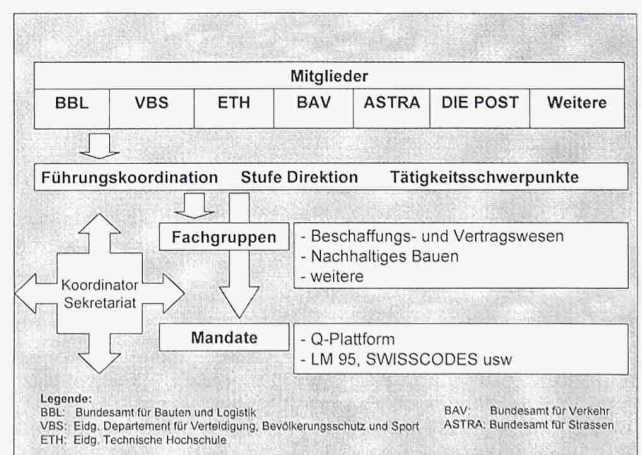 Mitglieder
BBL VBS ETH BAV ASTRA DIE POST Weitere
Führungskoordination Stufe Direktion Tätigkeitsschwerpunkte
Fachgruppen
- Beschaffungs- und Vertragswesen
- Nachhaltiges Bauen
- weitere
Koordinator
Sekretariat
Mandate
- Q-Plattform
- LM 95, SWISSCODES usw
Legende:
BBL: Bundesamt für Bauten und Logistik
VBS: Eidg. Departement für Verteidigung, Bevölkerungsschutz und Sport
ETH: Eidg. Technische Hochschule
BAV: Bundesamt für Verkehr
ASTRA: Bundesamt für Strassen